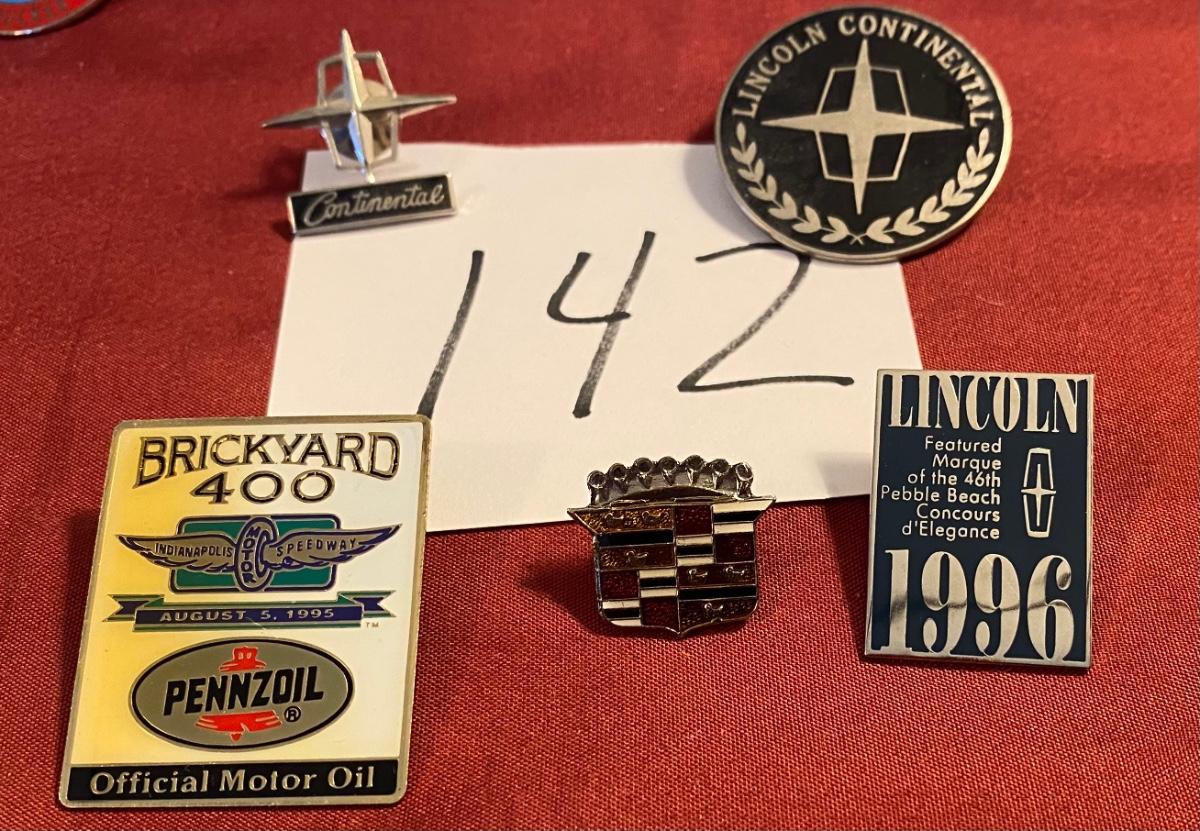 LINCOLN CONTINENTAL
Continental
142
BRICKYARD
400
INDIANAPOLIS MOTOR SPEEDWAY
AUGUST 5, 1995
TM
PENNZOIL
®
Official Motor Oil
LINCOLN
Featured
Marque
of the 46th
Pebble Beach
Concours
d'Elegance
1996